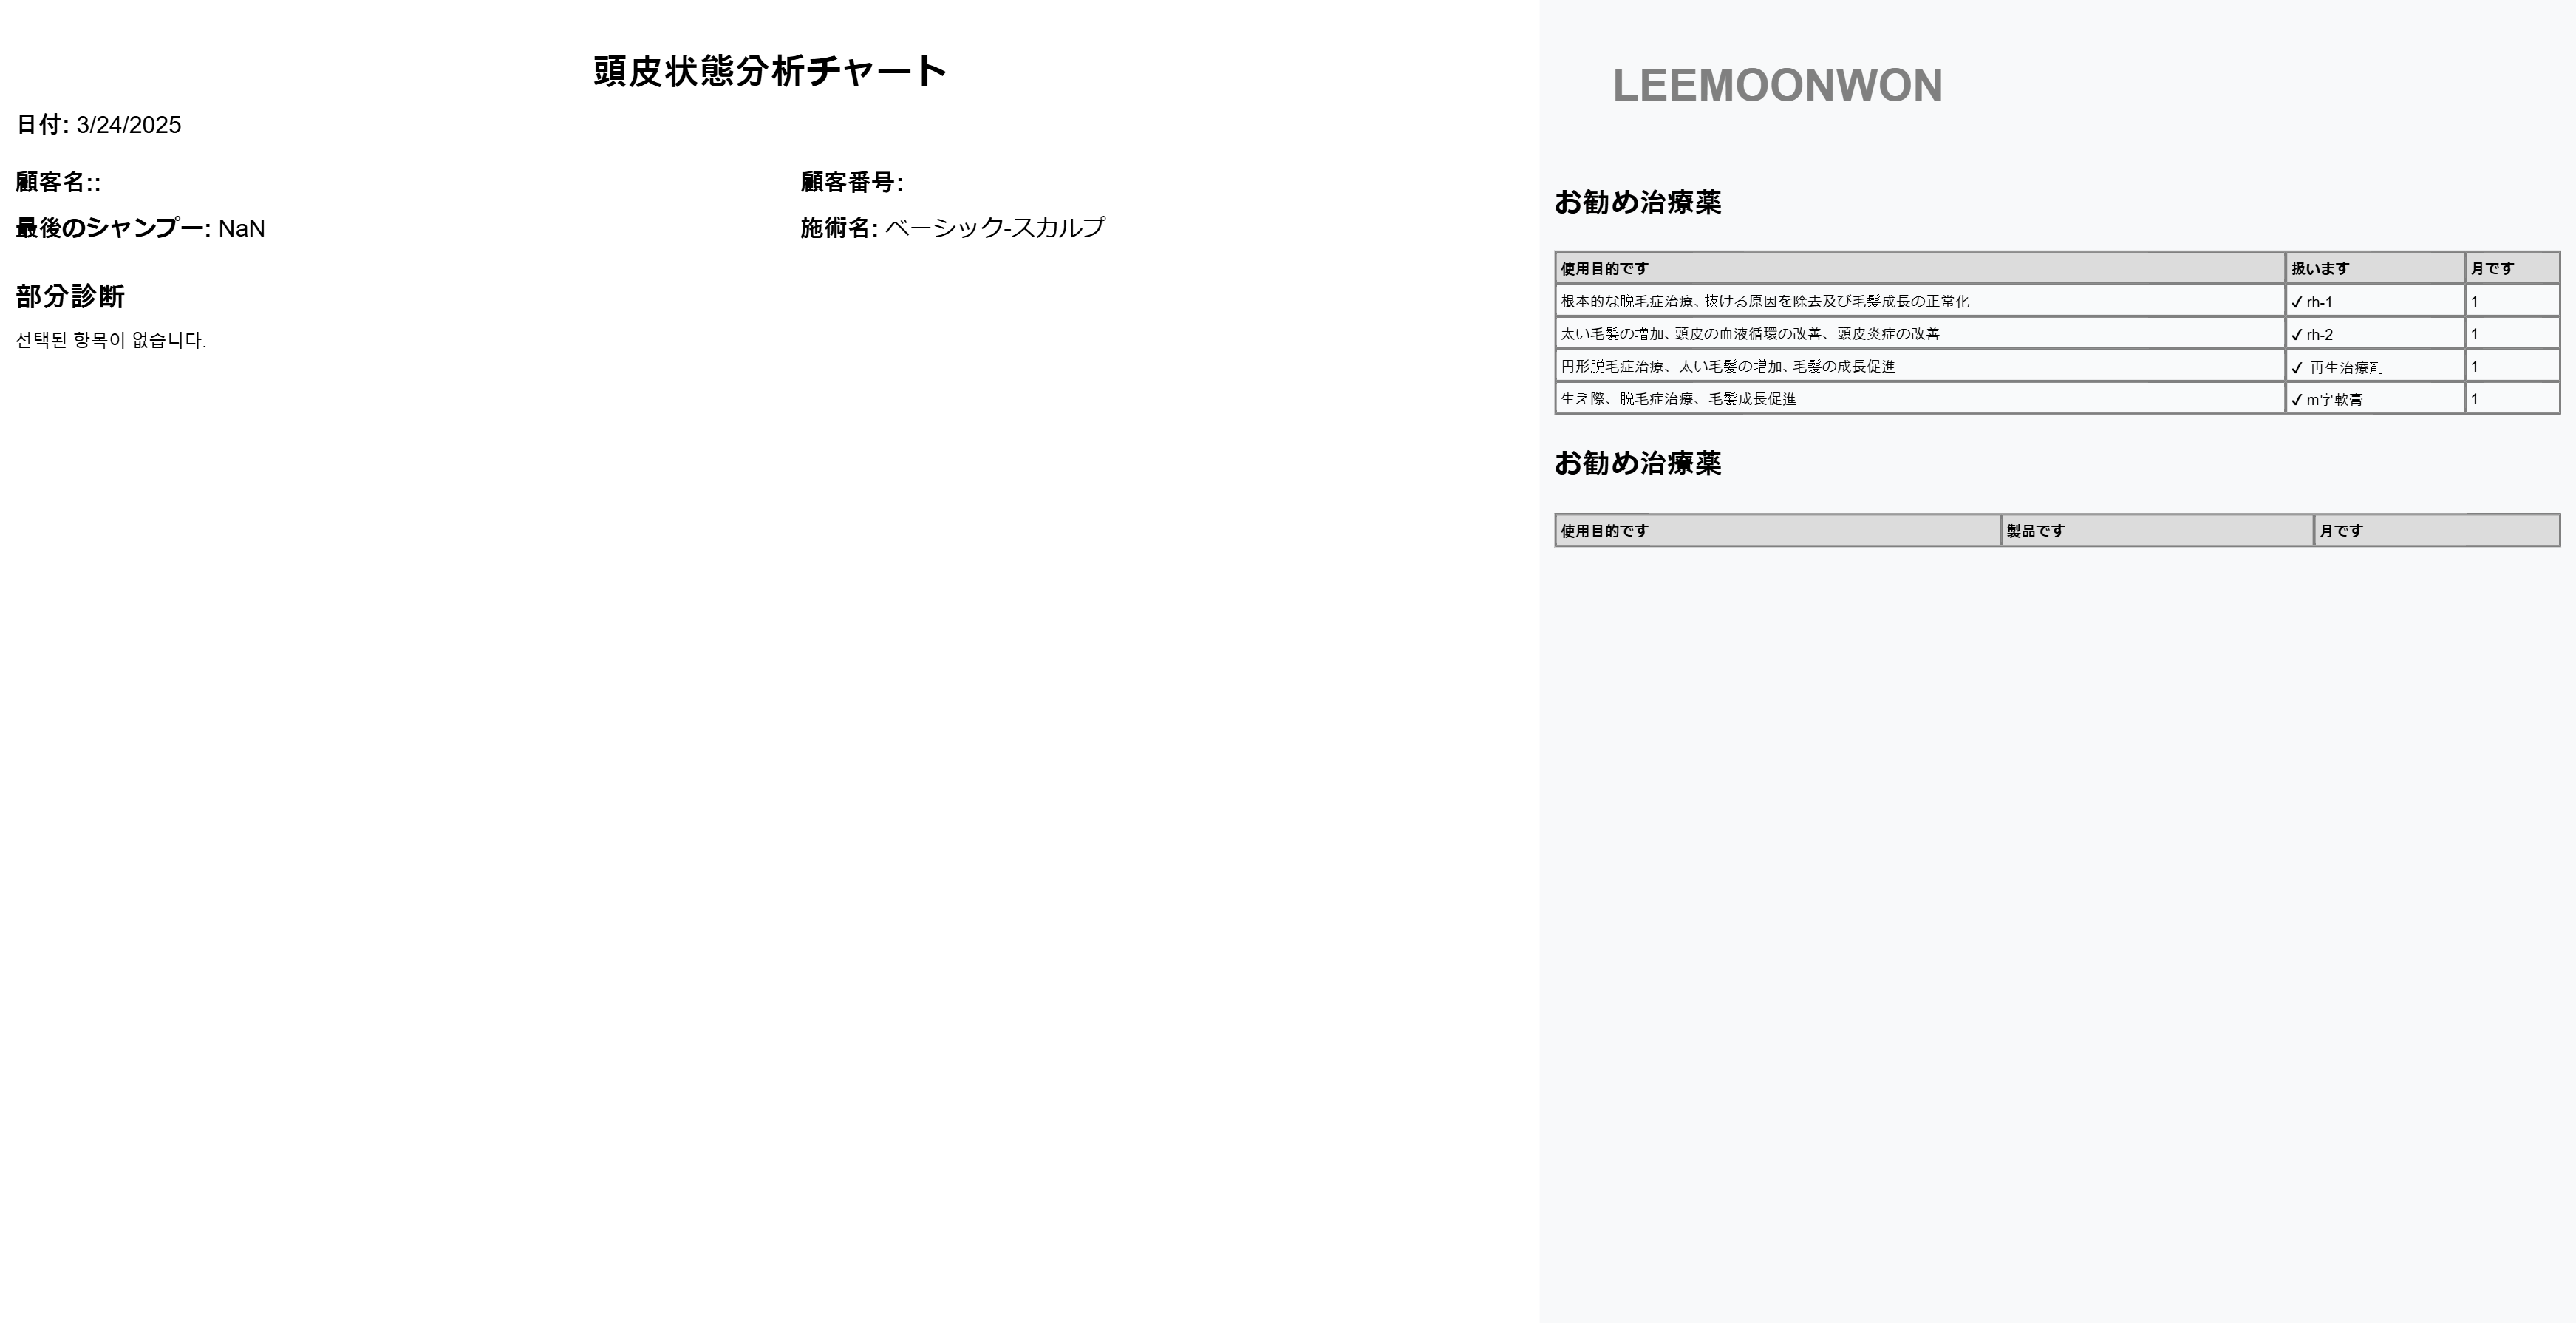 頭皮状態分析チャート
日付: 3/24/2025
顧客名::
顧客番号:
最後のシャンプー: NaN
施術名: ベーシック-スカルプ
部分診断
선택된 항목이 없습니다.
LEEMOONWON
お勧め治療薬
使用目的です 扱います 月です
根本的な脱毛症治療、抜ける原因を除去及び毛髪成長の正常化 ✓ rh-1 1
太い毛髪の増加、頭皮の血液循環の改善、頭皮炎症の改善 ✓ rh-2 1
円形脱毛症治療、太い毛髪の増加、毛髪の成長促進 ✓ 再生治療剤 1
生え際、脱毛症治療、毛髪成長促進 ✓ m字軟膏 1
お勧め治療薬
使用目的です 製品です 月です